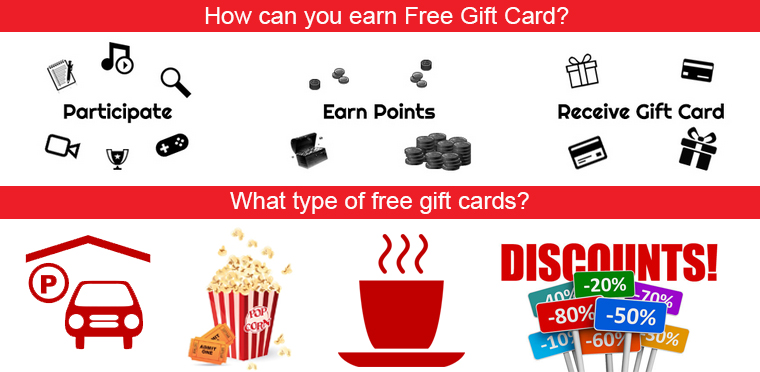 How can you earn Free Gift Card?
Participate
Earn Points
Receive Gift Card
What type of free gift cards?
P
POP
CORN
ADMIT
ONE
DISCOUNTS!
-20%
40%
-70%
-80%
-50%
-10%
-60%